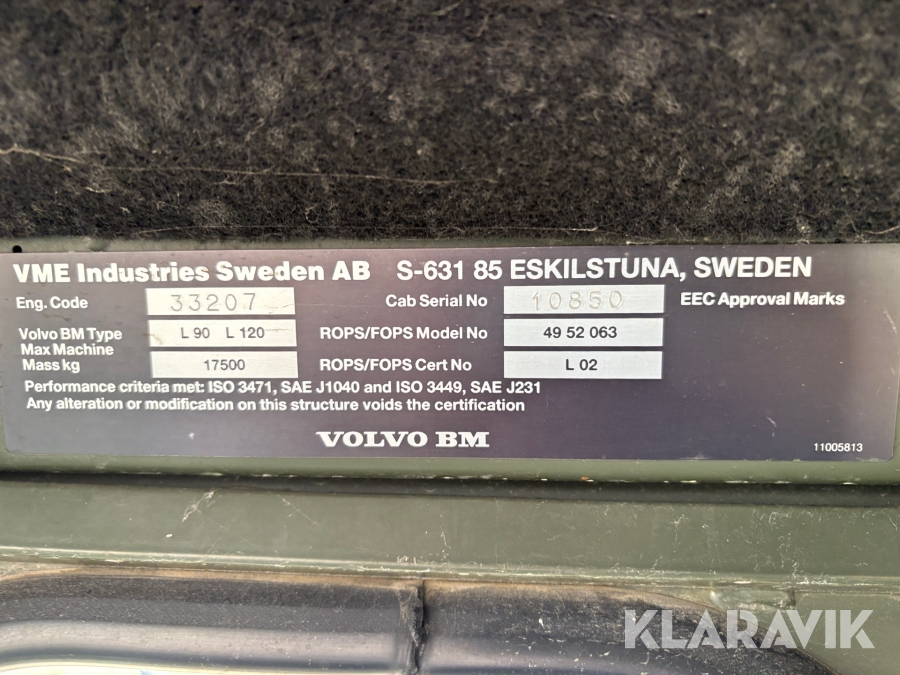 VME Industries Sweden AB S-631 85 ESKILSTUNA, SWEDEN
Eng. Code 33207 Cab Serial No 10850 EEC Approval Marks
Volvo BM Type L 90 L 120 ROPS/FOPS Model No 49 52 063
Max Machine
Mass kg 17500 ROPS/FOPS Cert No L 02
Performance criteria met: ISO 3471, SAE J1040 and ISO 3449, SAE J231
Any alteration or modification on this structure voids the certification
VOLVO BM
11005813
KLARAVIK